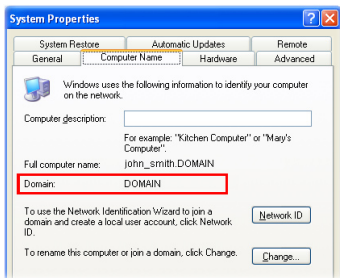 System Properties
System Restore Automatic Updates Remote
General Computer Name Hardware Advanced
Windows uses the following information to identify your computer
on the network.
Computer description:
For example: "Kitchen Computer" or "Mary's
Computer".
Full computer name: john_smith.DOMAIN
Domain: DOMAIN
To use the Network Identification Wizard to join a
domain and create a local user account, click Network
ID.
Network ID
To rename this computer or join a domain, click Change.
Change...